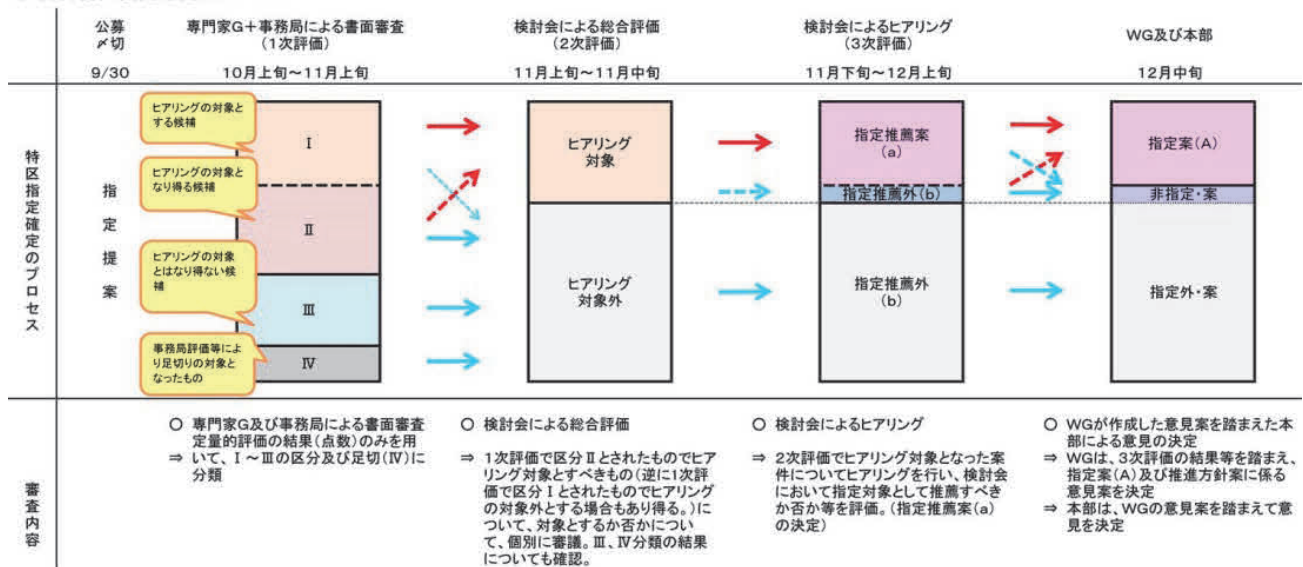 公募
〆切
9/30
専門家G+事務局による書面審査
(1次評価)
10月上旬～11月上旬
検討会による総合評価
(2次評価)
11月上旬～11月中旬
検討会によるヒアリング
(3次評価)
11月下旬～12月上旬
WG及び本部
12月中旬
特区指定確定のプロセス
指定提案
ヒアリングの対象と
する候補
ヒアリングの対象と
なり得る候補
ヒアリングの対象
とはなり得ない候
補
事務局評価等によ
り足切りの対象と
なったもの
Ⅰ
Ⅱ
Ⅲ
Ⅳ
ヒアリング
対象
ヒアリング
対象外
指定推薦案
(a)
指定推薦外(b)
指定推薦外
(b)
指定案(A)
非指定・案
指定外・案
審査内容
○ 専門家G及び事務局による書面審査
定量的評価の結果(点数)のみを用
⇒ いて、Ⅰ～Ⅲの区分及び足切(Ⅳ)に
分類
○ 検討会による総合評価
⇒ 1次評価で区分Ⅱとされたものでヒア
リング対象とすべきもの(逆に1次評
価で区分Ⅰとされたものでヒアリング
の対象外とする場合もあり得る。)に
ついて、対象とするか否かについ
て、個別に審議。Ⅲ、Ⅳ分類の結果
についても確認。
○ 検討会によるヒアリング
⇒ 2次評価でヒアリング対象となった案
件についてヒアリングを行い、検討会
において指定対象として推薦すべき
か否か等を評価。(指定推薦案(a)
の決定)
○ WGが作成した意見案を踏まえた本
部による意見の決定
⇒ WGは、3次評価の結果等を踏まえ、
指定案(A)及び推進方針案に係る
意見案を決定
⇒ 本部は、WGの意見案を踏まえて意
見を決定